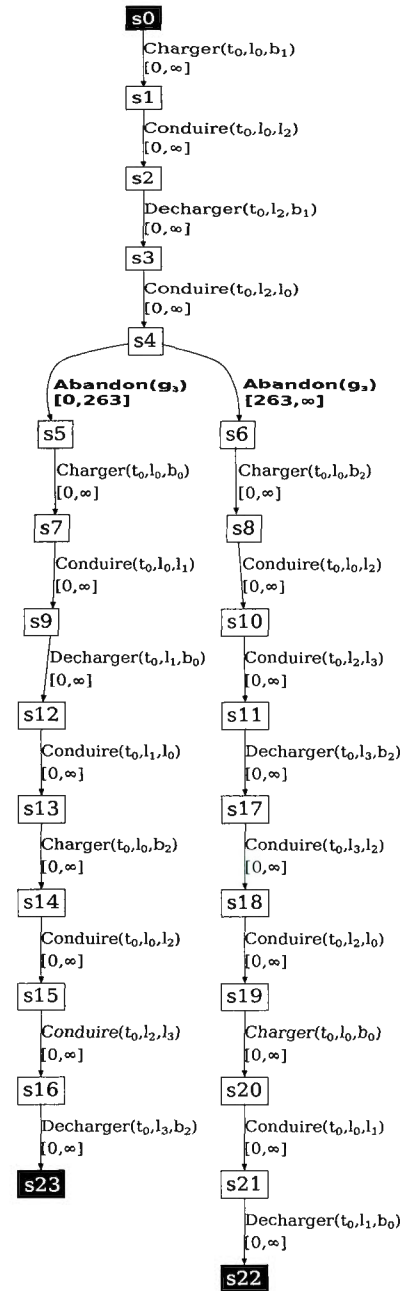 s0
Charger(t₀,l₀,b₁)
[0,∞]
s1
Conduire(t₀,l₀,l₂)
[0,∞]
s2
Decharger(t₀,l₂,b₁)
[0,∞]
s3
Conduire(t₀,l₂,l₀)
[0,∞]
s4
Abandon(g₃)
[0,263]
s5
Charger(t₀,l₀,b₀)
[0,∞]
s7
Conduire(t₀,l₀,l₁)
[0,∞]
s9
Decharger(t₀,l₁,b₀)
[0,∞]
s12
Conduire(t₀,l₁,l₀)
[0,∞]
s13
Charger(t₀,l₀,b₂)
[0,∞]
s14
Conduire(t₀,l₀,l₂)
[0,∞]
s15
Conduire(t₀,l₂,l₃)
[0,∞]
s16
Decharger(t₀,l₃,b₂)
[0,∞]
s23
Abandon(g₃)
[263,∞]
s6
Charger(t₀,l₀,b₂)
[0,∞]
s8
Conduire(t₀,l₀,l₂)
[0,∞]
s10
Conduire(t₀,l₂,l₃)
[0,∞]
s11
Decharger(t₀,l₃,b₂)
[0,∞]
s17
Conduire(t₀,l₃,l₂)
[0,∞]
s18
Conduire(t₀,l₂,l₀)
[0,∞]
s19
Charger(t₀,l₀,b₀)
[0,∞]
s20
Conduire(t₀,l₀,l₁)
[0,∞]
s21
Decharger(t₀,l₁,b₀)
[0,∞]
s22